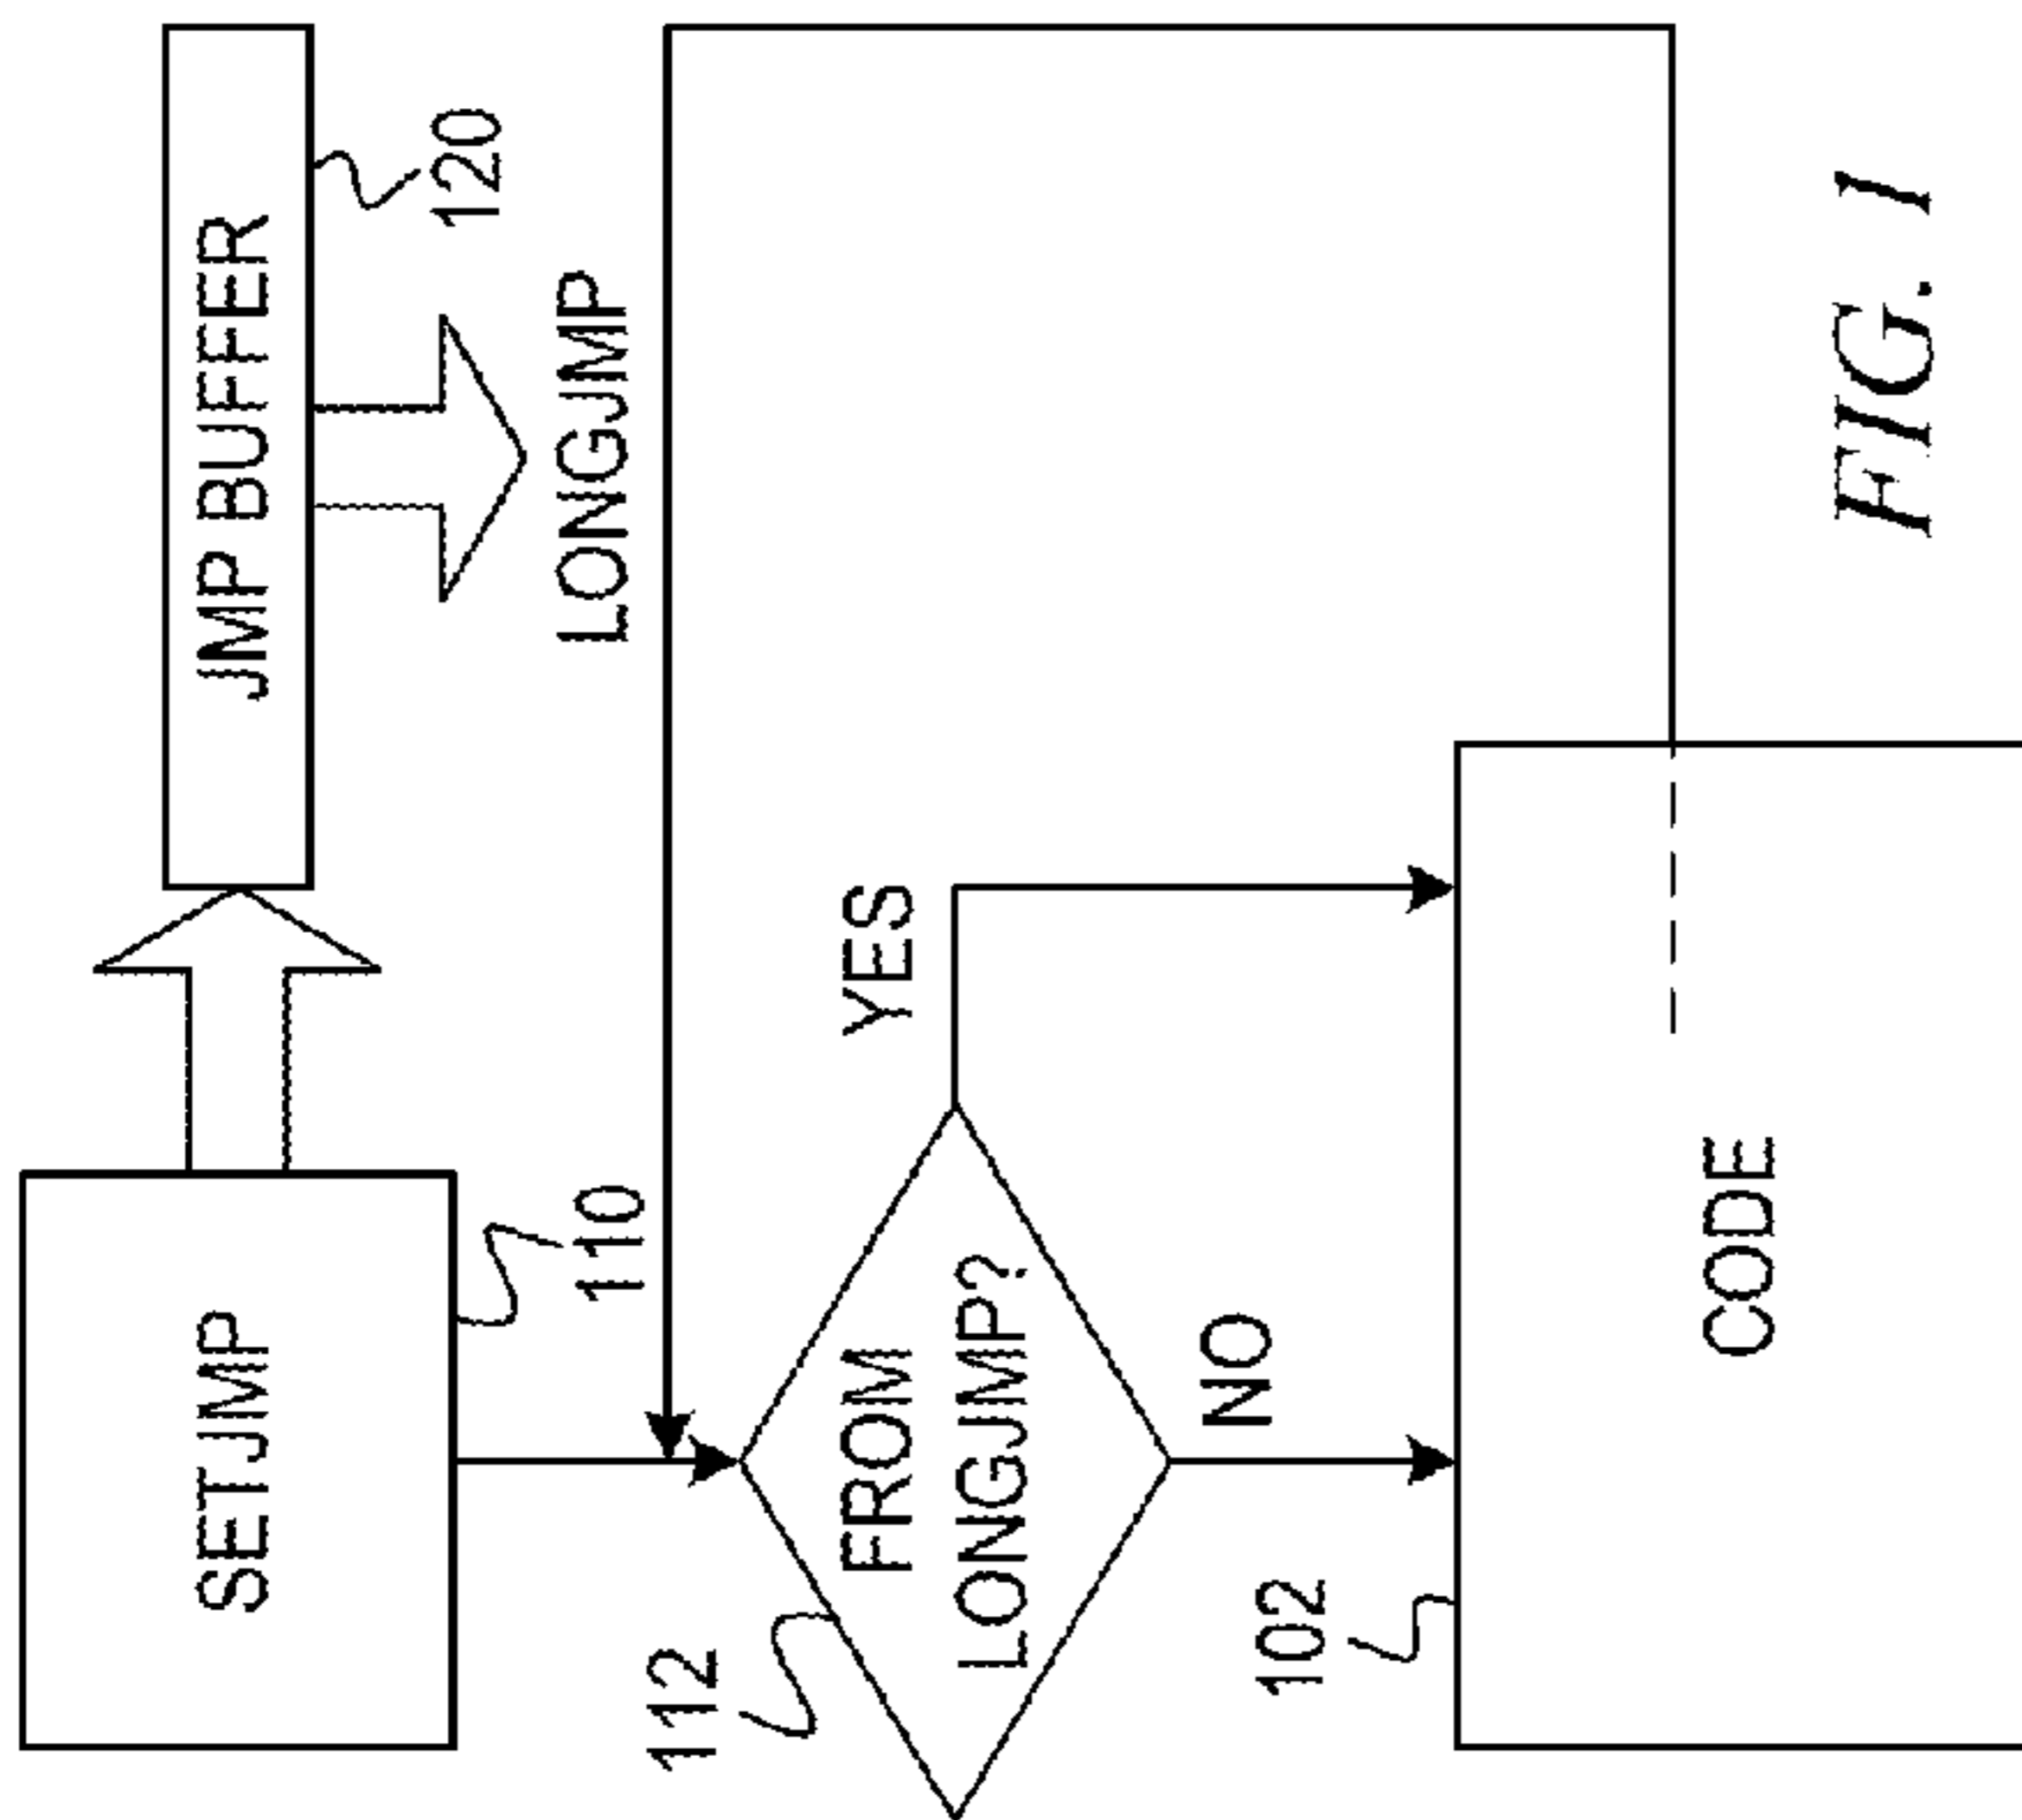 SETJMP
JMP BUFFER
110
120
LONGJMP
112
FROM
LONGJMP?
YES
NO
102
CODE
FIG. 1